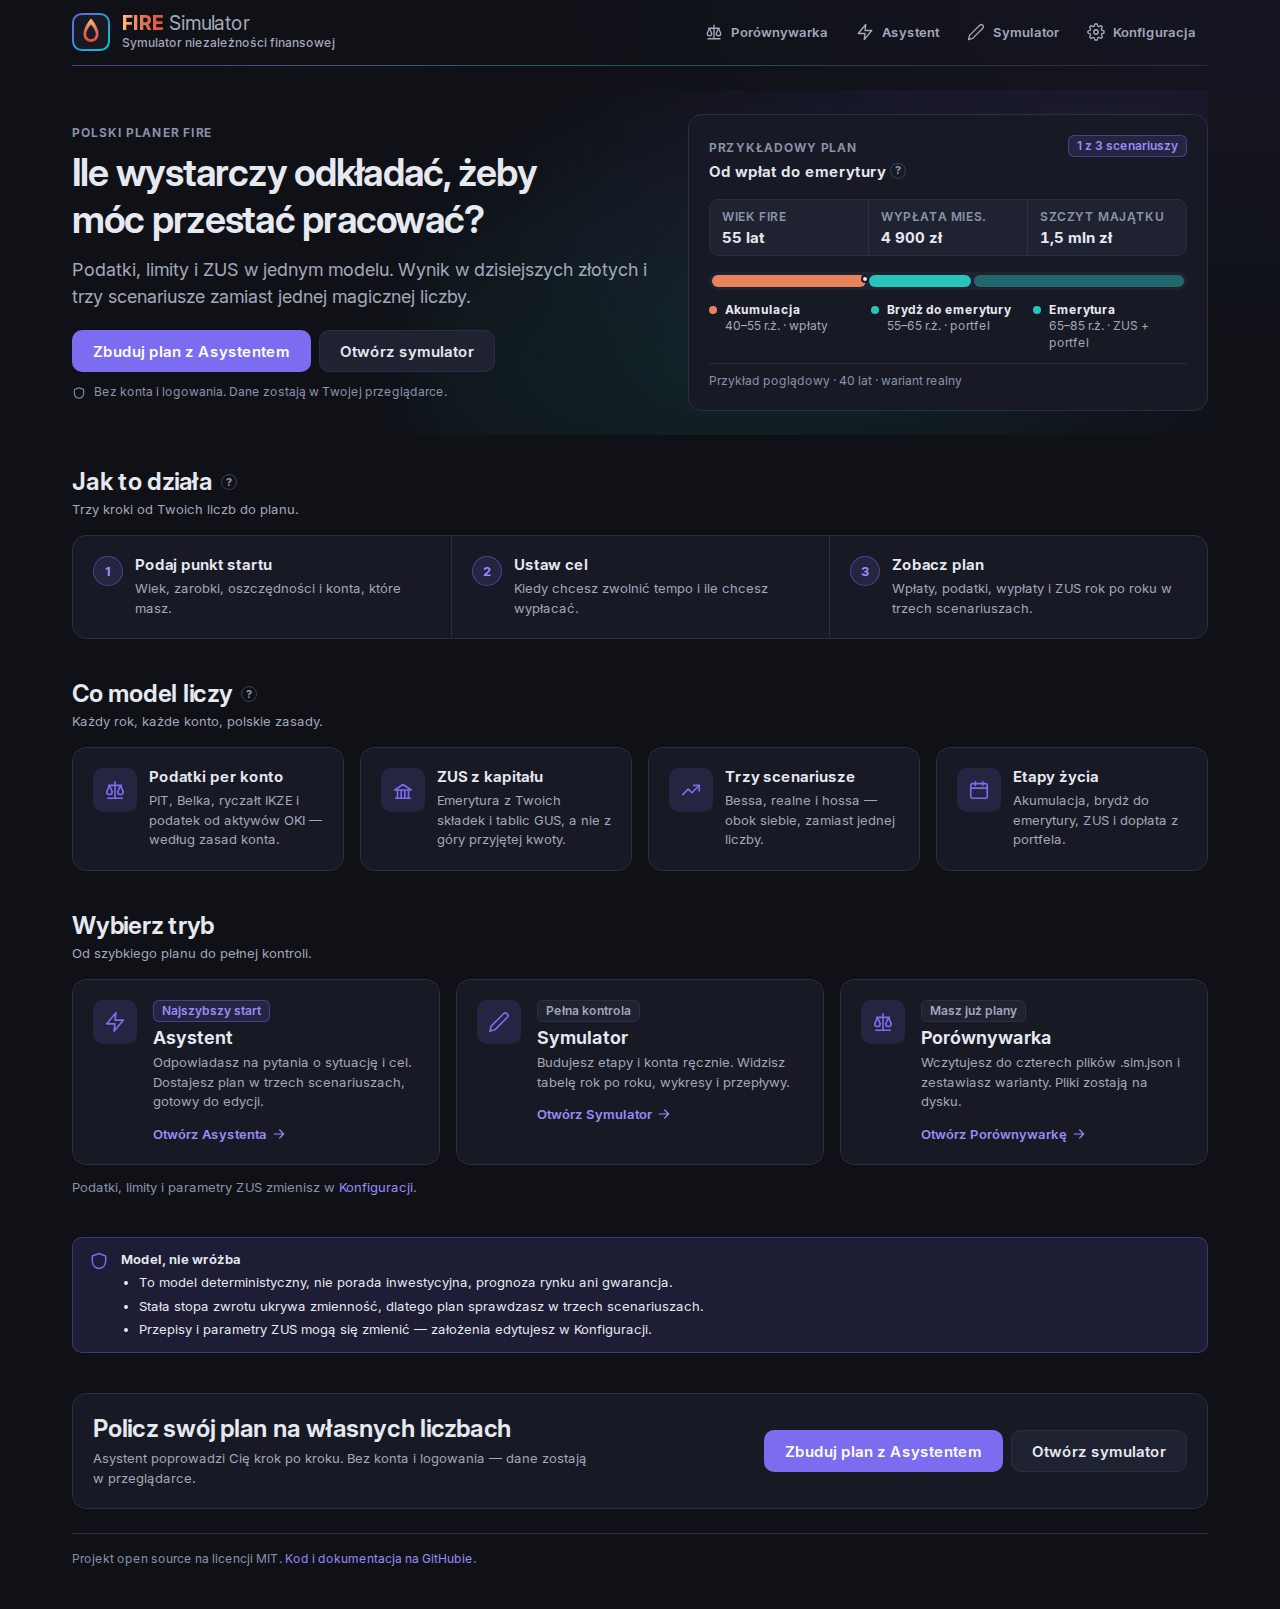 FIRE Simulator
Symulator niezależności finansowej
Porównywarka
Asystent
Symulator
Konfiguracja
POLSKI PLANER FIRE
Ile wystarczy odkładać, żeby
móc przestać pracować?
Podatki, limity i ZUS w jednym modelu. Wynik w dzisiejszych złotych i
trzy scenariusze zamiast jednej magicznej liczby.
Zbuduj plan z Asystentem
Otwórz symulator
Bez konta i logowania. Dane zostają w Twojej przeglądarce.
PRZYKŁADOWY PLAN
1 z 3 scenariuszy
Od wpłat do emerytury ?
WIEK FIRE
55 lat
WYPŁATA MIES.
4 900 zł
SZCZYT MAJĄTKU
1,5 mln zł
Akumulacja
40–55 r.ż. · wpłaty
Brydż do emerytury
55–65 r.ż. · portfel
Emerytura
65–85 r.ż. · ZUS +
portfel
Przykład poglądowy · 40 lat · wariant realny
Jak to działa ?
Trzy kroki od Twoich liczb do planu.
1
Podaj punkt startu
Wiek, zarobki, oszczędności i konta, które
masz.
2
Ustaw cel
Kiedy chcesz zwolnić tempo i ile chcesz
wypłacać.
3
Zobacz plan
Wpłaty, podatki, wypłaty i ZUS rok po roku w
trzech scenariuszach.
Co model liczy ?
Każdy rok, każde konto, polskie zasady.
Podatki per konto
PIT, Belka, ryczałt IKZE i
podatek od aktywów OKI —
według zasad konta.
ZUS z kapitału
Emerytura z Twoich
składek i tablic GUS, a nie z
góry przyjętej kwoty.
Trzy scenariusze
Bessa, realne i hossa —
obok siebie, zamiast jednej
liczby.
Etapy życia
Akumulacja, brydż do
emerytury, ZUS i dopłata z
portfela.
Wybierz tryb
Od szybkiego planu do pełnej kontroli.
Najszybszy start
Asystent
Odpowiadasz na pytania o sytuację i cel.
Dostajesz plan w trzech scenariuszach,
gotowy do edycji.
Otwórz Asystenta →
Pełna kontrola
Symulator
Budujesz etapy i konta ręcznie. Widzisz
tabelę rok po roku, wykresy i przepływy.
Otwórz Symulator →
Masz już plany
Porównywarka
Wczytujesz do czterech plików .sim.json i
zestawiasz warianty. Pliki zostają na
dysku.
Otwórz Porównywarkę →
Podatki, limity i parametry ZUS zmienisz w Konfiguracji.
Model, nie wróżba
• To model deterministyczny, nie porada inwestycyjna, prognoza rynku ani gwarancja.
• Stała stopa zwrotu ukrywa zmienność, dlatego plan sprawdzasz w trzech scenariuszach.
• Przepisy i parametry ZUS mogą się zmienić — założenia edytujesz w Konfiguracji.
Policz swój plan na własnych liczbach
Asystent poprowadzi Cię krok po kroku. Bez konta i logowania — dane zostają
w przeglądarce.
Zbuduj plan z Asystentem
Otwórz symulator
Projekt open source na licencji MIT. Kod i dokumentacja na GitHubie.